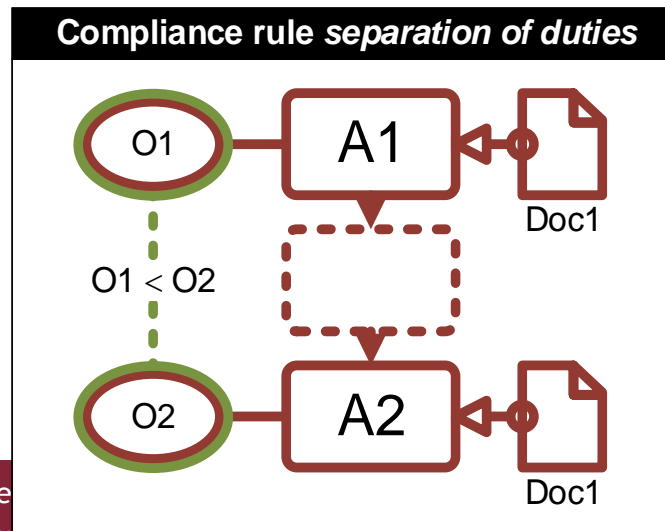 Compliance rule separation of duties
O1
A1
Doc1
O1 < O2
O2
A2
Doc1
e